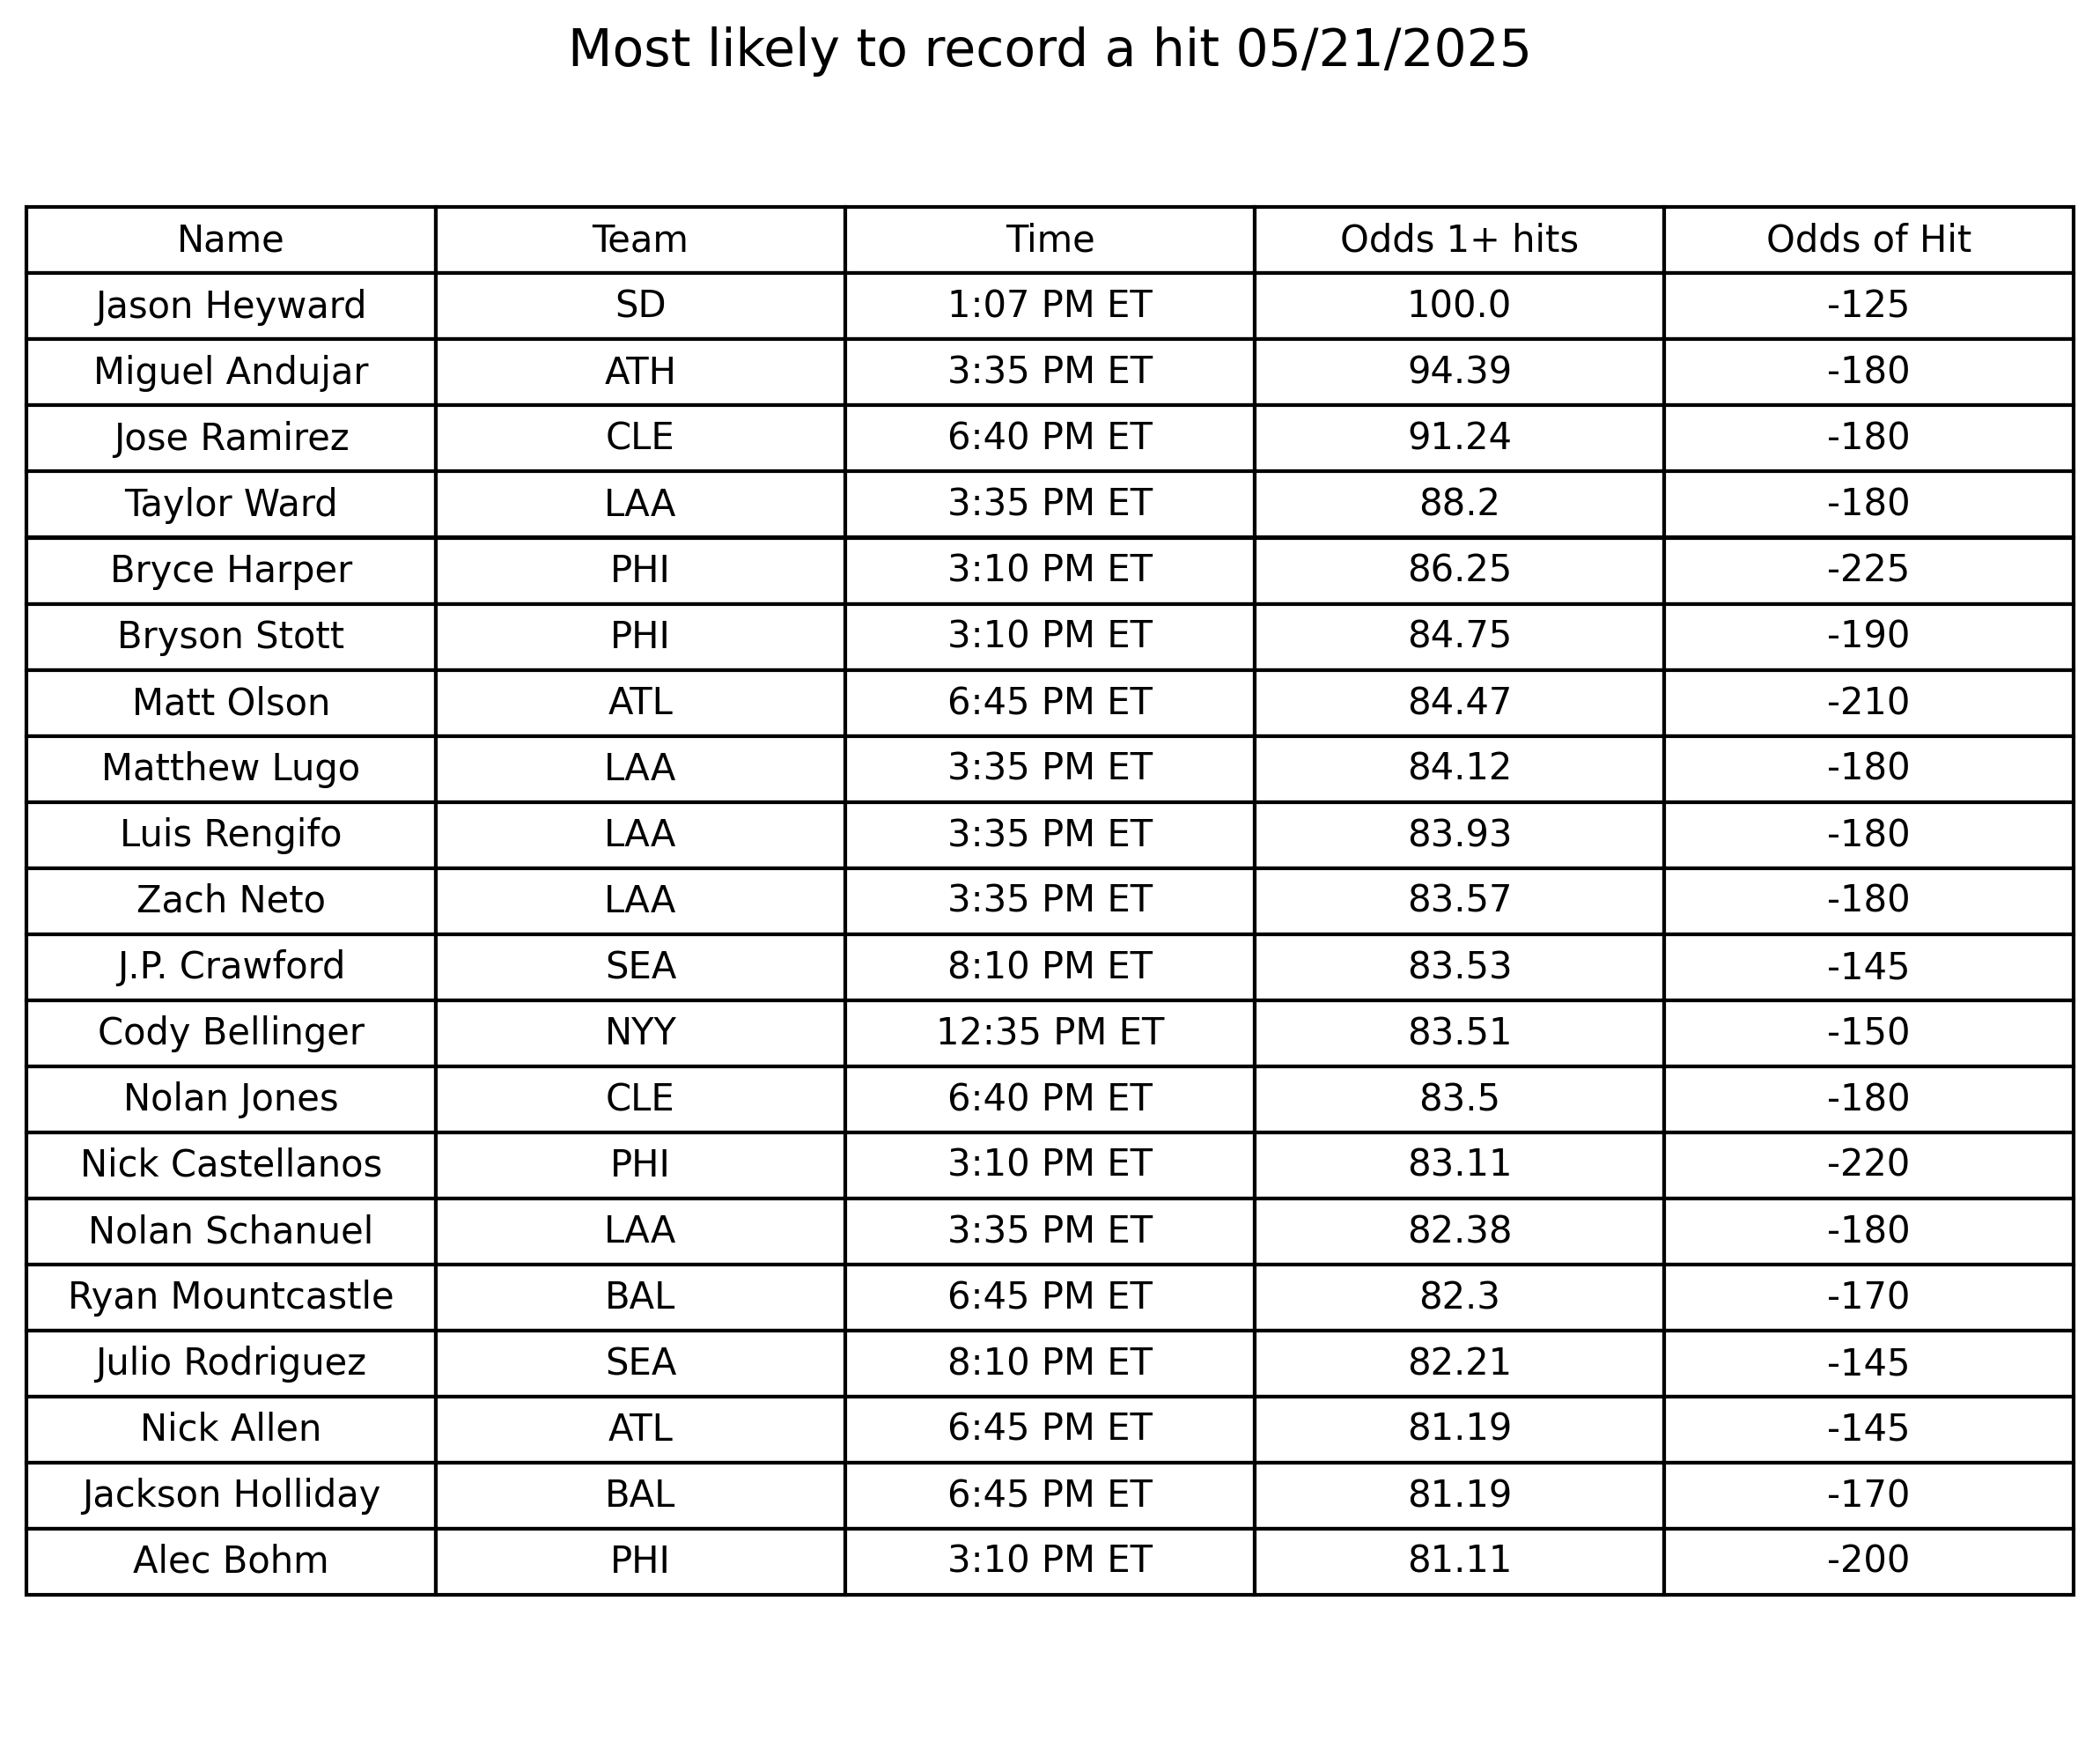 Most likely to record a hit 05/21/2025
Name Team Time Odds 1+ hits Odds of Hit
Jason Heyward SD 1:07 PM ET 100.0 -125
Miguel Andujar ATH 3:35 PM ET 94.39 -180
Jose Ramirez CLE 6:40 PM ET 91.24 -180
Taylor Ward LAA 3:35 PM ET 88.2 -180
Bryce Harper PHI 3:10 PM ET 86.25 -225
Bryson Stott PHI 3:10 PM ET 84.75 -190
Matt Olson ATL 6:45 PM ET 84.47 -210
Matthew Lugo LAA 3:35 PM ET 84.12 -180
Luis Rengifo LAA 3:35 PM ET 83.93 -180
Zach Neto LAA 3:35 PM ET 83.57 -180
J.P. Crawford SEA 8:10 PM ET 83.53 -145
Cody Bellinger NYY 12:35 PM ET 83.51 -150
Nolan Jones CLE 6:40 PM ET 83.5 -180
Nick Castellanos PHI 3:10 PM ET 83.11 -220
Nolan Schanuel LAA 3:35 PM ET 82.38 -180
Ryan Mountcastle BAL 6:45 PM ET 82.3 -170
Julio Rodriguez SEA 8:10 PM ET 82.21 -145
Nick Allen ATL 6:45 PM ET 81.19 -145
Jackson Holliday BAL 6:45 PM ET 81.19 -170
Alec Bohm PHI 3:10 PM ET 81.11 -200